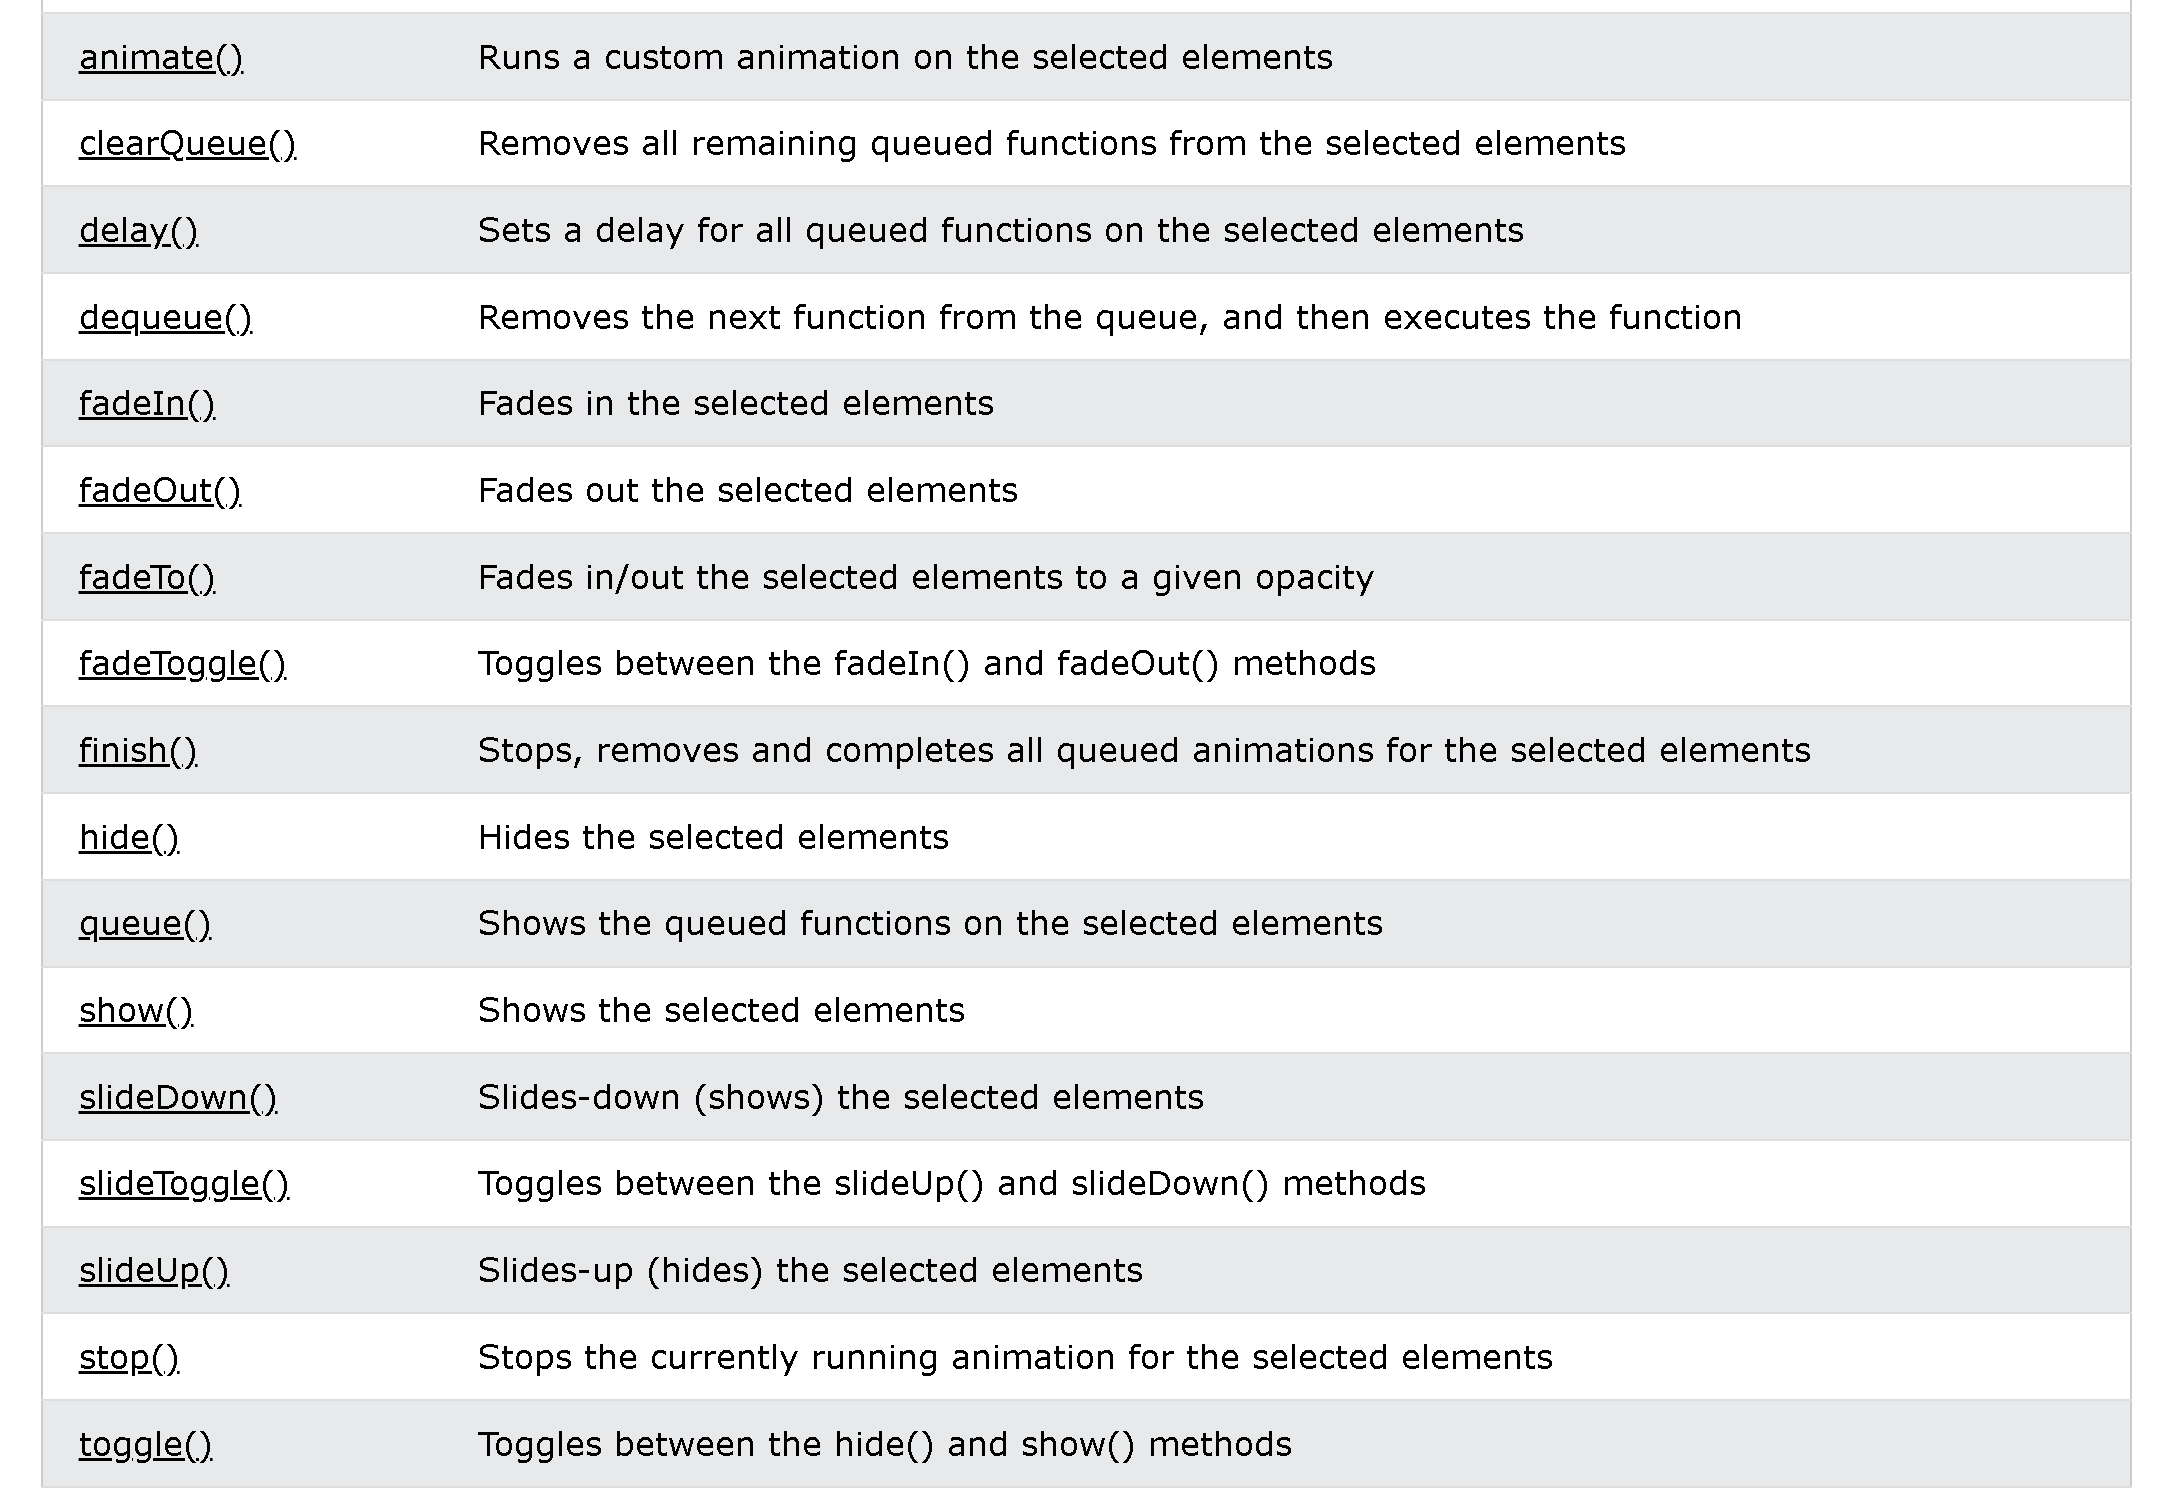 animate() Runs a custom animation on the selected elements
clearQueue() Removes all remaining queued functions from the selected elements
delay() Sets a delay for all queued functions on the selected elements
dequeue() Removes the next function from the queue, and then executes the function
fadeIn() Fades in the selected elements
fadeOut() Fades out the selected elements
fadeTo() Fades in/out the selected elements to a given opacity
fadeToggle() Toggles between the fadeIn() and fadeOut() methods
finish() Stops, removes and completes all queued animations for the selected elements
hide() Hides the selected elements
queue() Shows the queued functions on the selected elements
show() Shows the selected elements
slideDown() Slides-down (shows) the selected elements
slideToggle() Toggles between the slideUp() and slideDown() methods
slideUp() Slides-up (hides) the selected elements
stop() Stops the currently running animation for the selected elements
toggle() Toggles between the hide() and show() methods